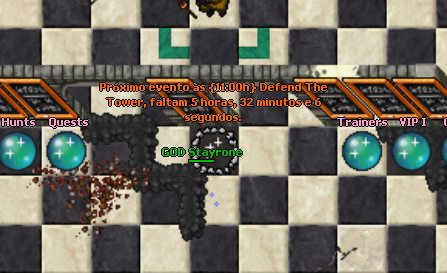 Próximo evento às {11:00h} Defend The
Tower, faltam 5 horas, 32 minutos e 6
segundos.
Hunts Quests Trainers VIP I
GOD Stayrone